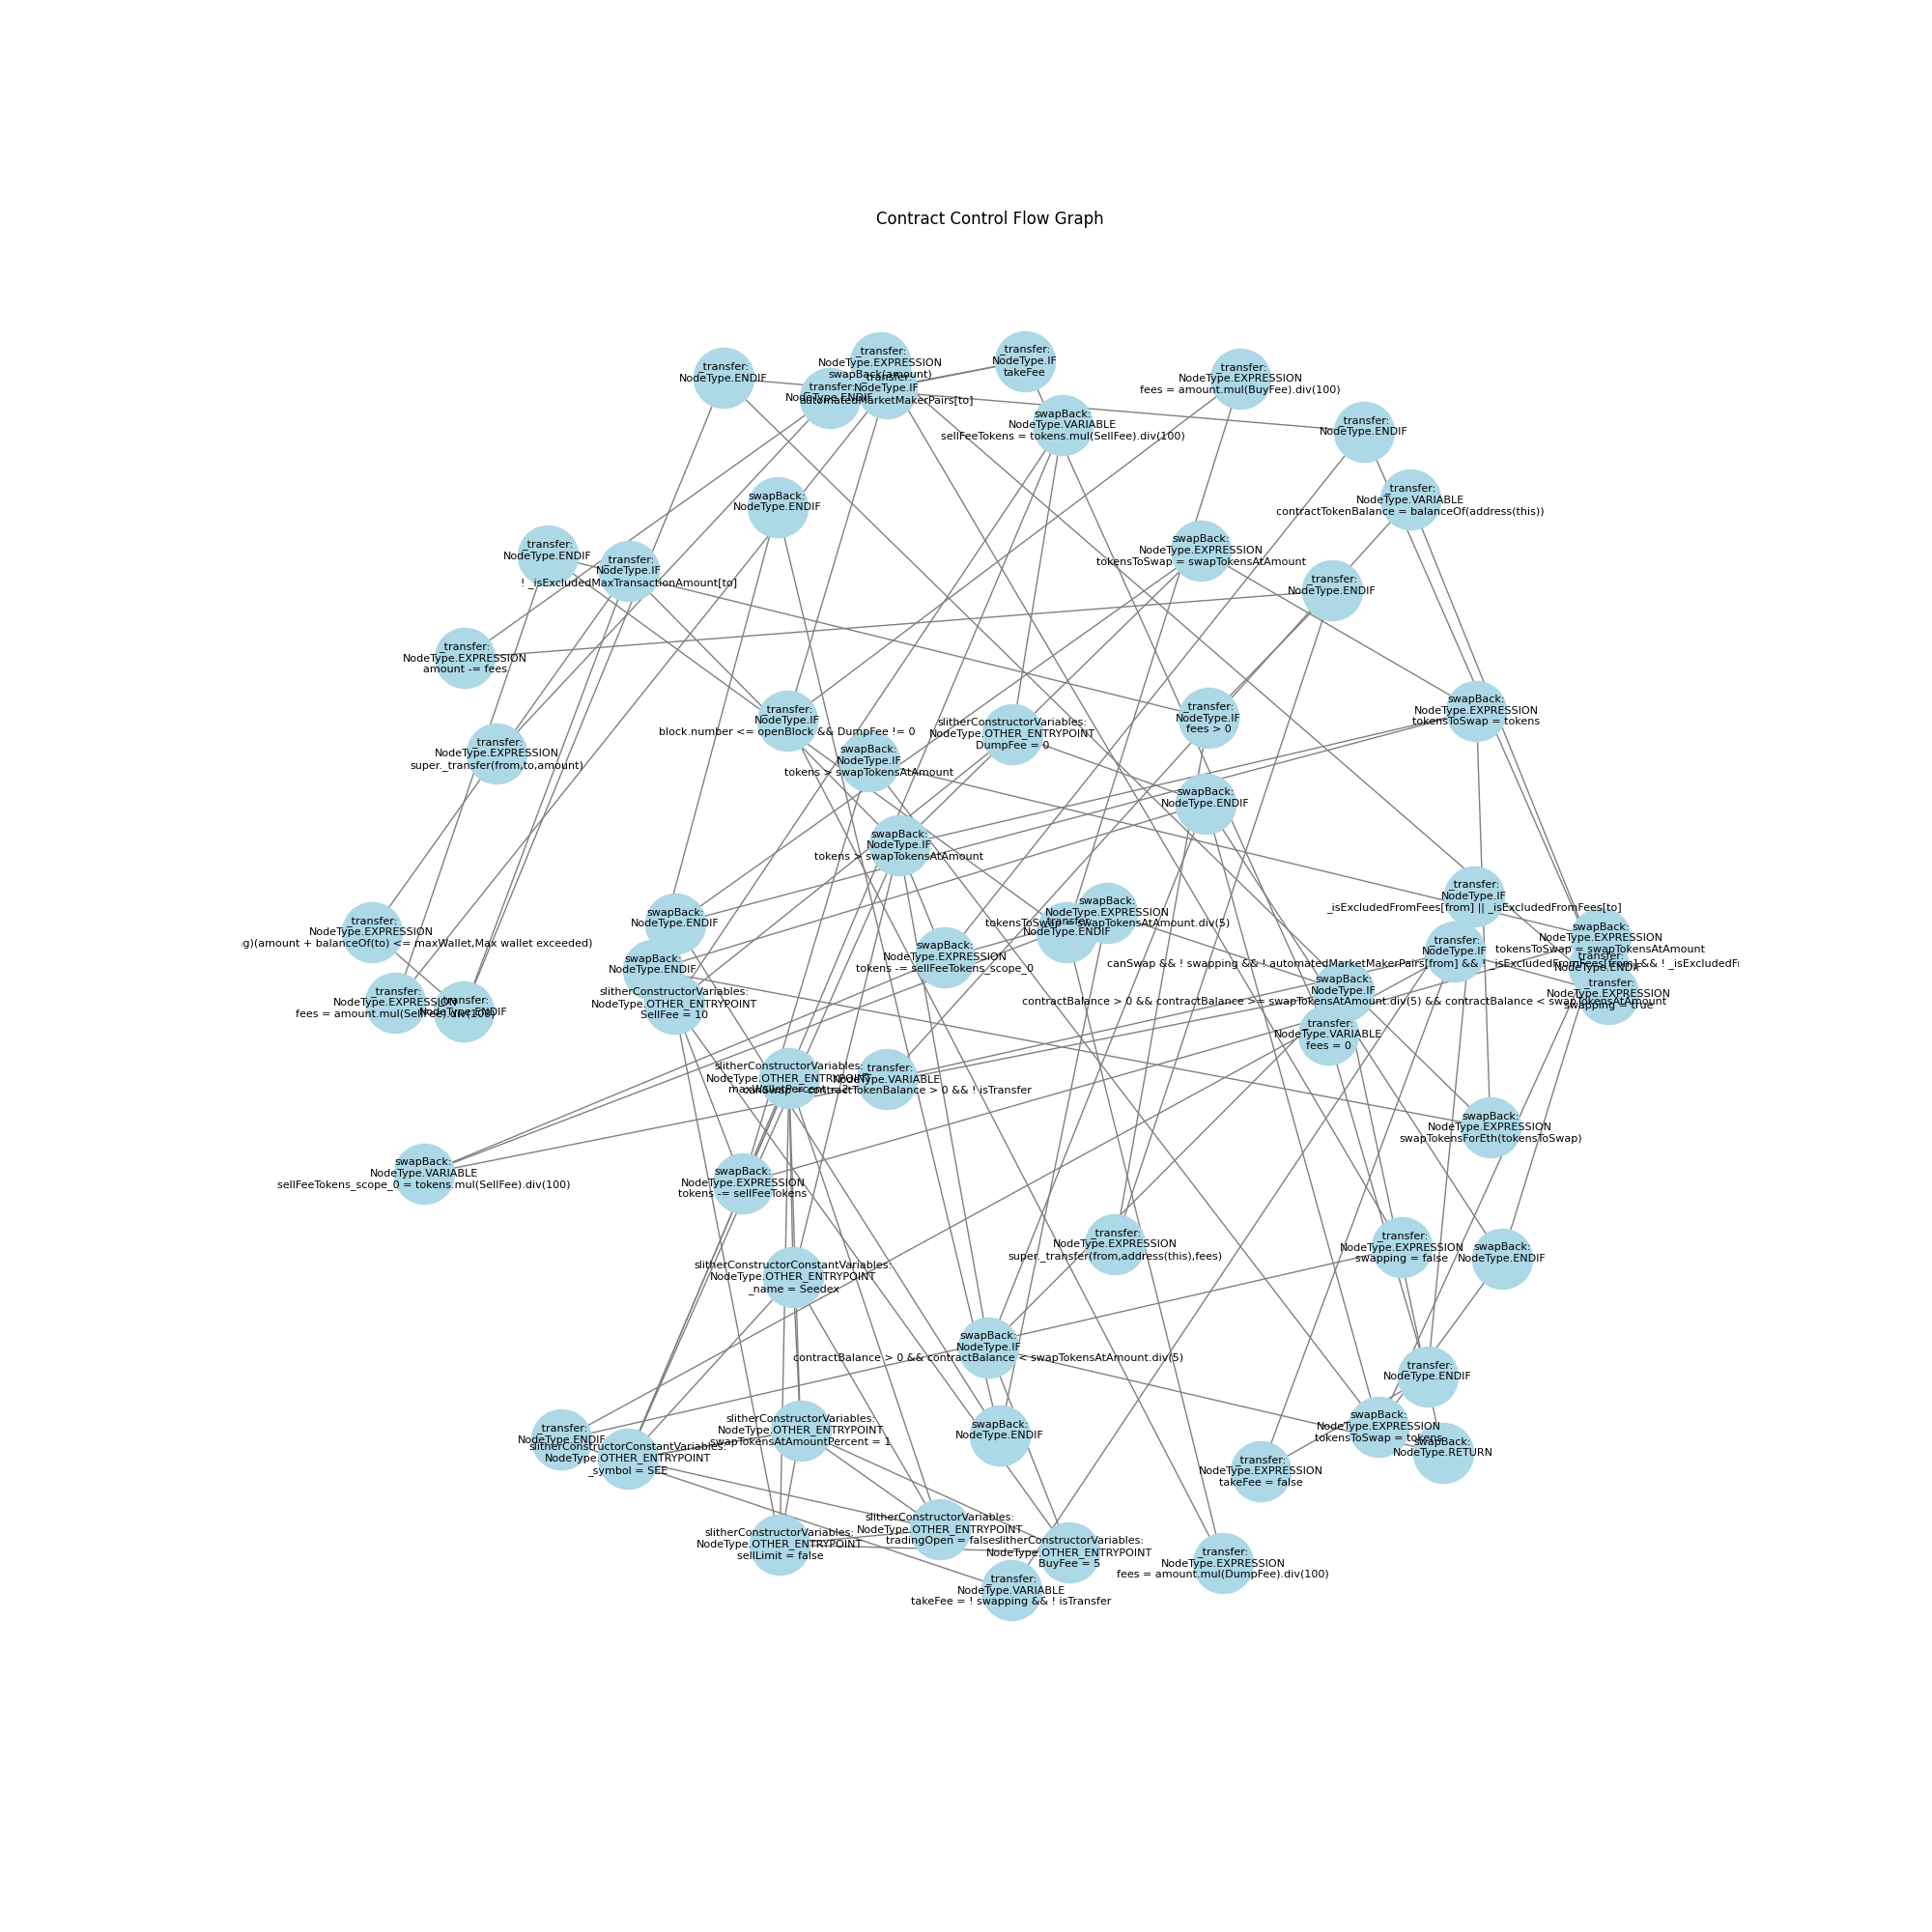 Contract Control Flow Graph
_transfer:
NodeType.ENDIF
_transfer:
NodeType.EXPRESSION
swapBack(amount)
_transfer:
NodeType.IF
automatedMarketMakerPairs[to]
_transfer:
NodeType.ENDIF
_transfer:
NodeType.IF
takeFee
_transfer:
NodeType.EXPRESSION
fees = amount.mul(BuyFee).div(100)
swapBack:
NodeType.VARIABLE
sellFeeTokens = tokens.mul(SellFee).div(100)
_transfer:
NodeType.ENDIF
_transfer:
NodeType.VARIABLE
contractTokenBalance = balanceOf(address(this))
swapBack:
NodeType.ENDIF
_transfer:
NodeType.ENDIF
_transfer:
NodeType.IF
! _isExcludedMaxTransactionAmount[to]
swapBack:
NodeType.EXPRESSION
tokensToSwap = swapTokensAtAmount
_transfer:
NodeType.ENDIF
_transfer:
NodeType.EXPRESSION
amount -= fees
_transfer:
NodeType.IF
block.number <= openBlock && DumpFee != 0
slitherConstructorVariables:
NodeType.OTHER_ENTRYPOINT
DumpFee = 0
_transfer:
NodeType.IF
fees > 0
swapBack:
NodeType.EXPRESSION
tokensToSwap = tokens
_transfer:
NodeType.EXPRESSION
super._transfer(from,to,amount)
swapBack:
NodeType.IF
tokens > swapTokensAtAmount
swapBack:
NodeType.ENDIF
swapBack:
NodeType.IF
tokens > swapTokensAtAmount
_transfer:
NodeType.IF
_isExcludedFromFees[from] || _isExcludedFromFees[to]
_transfer:
NodeType.EXPRESSION
g)(amount + balanceOf(to) <= maxWallet,Max wallet exceeded)
swapBack:
NodeType.ENDIF
swapBack:
NodeType.EXPRESSION
tokensToSwap = swapTokensAtAmount.div(5)
_transfer:
NodeType.ENDIF
swapBack:
NodeType.EXPRESSION
tokens -= sellFeeTokens_scope_0
swapBack:
NodeType.EXPRESSION
tokensToSwap = swapTokensAtAmount
_transfer:
NodeType.IF
canSwap && ! swapping && ! automatedMarketMakerPairs[from] && ! _isExcludedFromFees[from] && ! _isExcludedF
_transfer:
NodeType.ENDIF
swapBack:
NodeType.ENDIF
_transfer:
NodeType.EXPRESSION
fees = amount.mul(SellFee).div(100)
_transfer:
NodeType.ENDIF
slitherConstructorVariables:
NodeType.OTHER_ENTRYPOINT
SellFee = 10
swapBack:
NodeType.IF
contractBalance > 0 && contractBalance >= swapTokensAtAmount.div(5) && contractBalance < swapTokensAtAmount
_transfer:
NodeType.EXPRESSION
swapping = true
_transfer:
NodeType.VARIABLE
fees = 0
slitherConstructorVariables:
NodeType.OTHER_ENTRYPOINT
maxWalletPercent = 2
_transfer:
NodeType.VARIABLE
canSwap = contractTokenBalance > 0 && ! isTransfer
swapBack:
NodeType.EXPRESSION
swapTokensForEth(tokensToSwap)
swapBack:
NodeType.VARIABLE
sellFeeTokens_scope_0 = tokens.mul(SellFee).div(100)
swapBack:
NodeType.EXPRESSION
tokens -= sellFeeTokens
_transfer:
NodeType.EXPRESSION
super._transfer(from,address(this),fees)
_transfer:
NodeType.EXPRESSION
swapping = false
swapBack:
NodeType.ENDIF
slitherConstructorConstantVariables:
NodeType.OTHER_ENTRYPOINT
_name = Seedex
swapBack:
NodeType.IF
contractBalance > 0 && contractBalance < swapTokensAtAmount.div(5)
_transfer:
NodeType.ENDIF
_transfer:
NodeType.ENDIF
slitherConstructorConstantVariables:
NodeType.OTHER_ENTRYPOINT
_symbol = SEE
slitherConstructorVariables:
NodeType.OTHER_ENTRYPOINT
swapTokensAtAmountPercent = 1
swapBack:
NodeType.ENDIF
swapBack:
NodeType.EXPRESSION
tokensToSwap = tokens
swapBack:
NodeType.RETURN
_transfer:
NodeType.EXPRESSION
takeFee = false
slitherConstructorVariables:
NodeType.OTHER_ENTRYPOINT
sellLimit = false
slitherConstructorVariables:
NodeType.OTHER_ENTRYPOINT
tradingOpen = false
slitherConstructorVariables:
NodeType.OTHER_ENTRYPOINT
BuyFee = 5
_transfer:
NodeType.EXPRESSION
fees = amount.mul(DumpFee).div(100)
_transfer:
NodeType.VARIABLE
takeFee = ! swapping && ! isTransfer